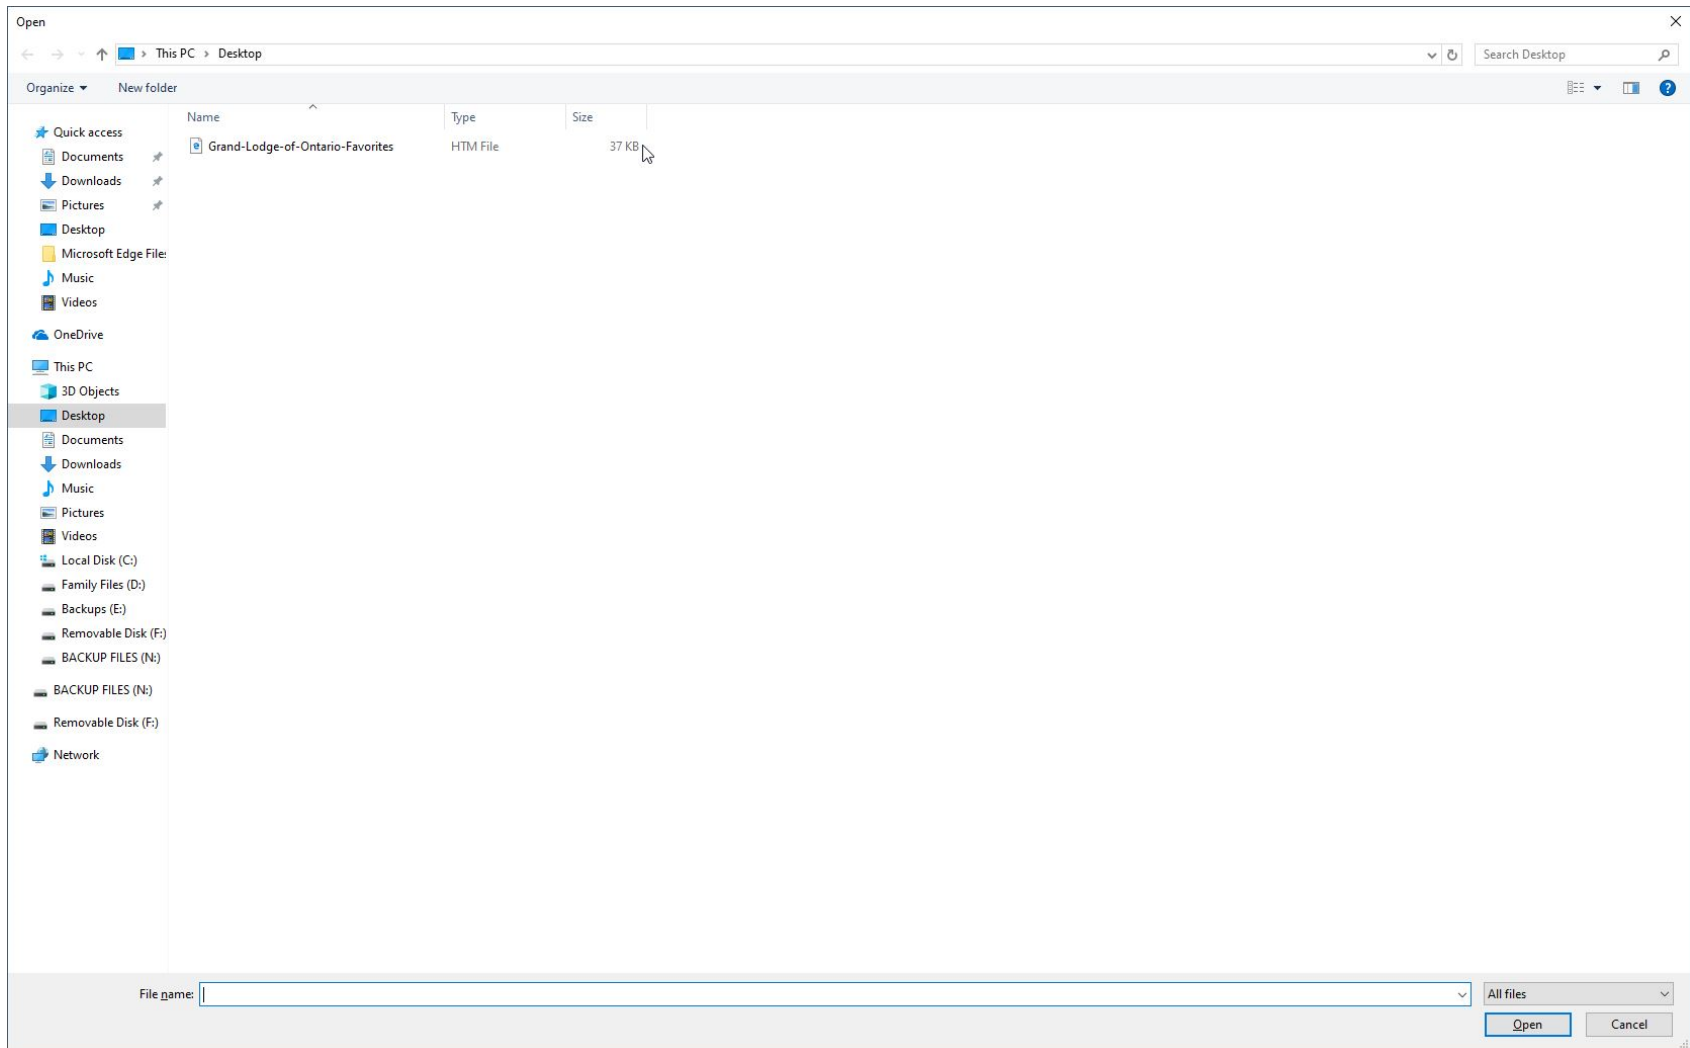 Open
This PC > Desktop
Search Desktop
Organize New folder
Name Type Size
Grand-Lodge-of-Ontario-Favorites HTM File 37 KB
Quick access
Documents
Downloads
Pictures
Desktop
Microsoft Edge File
Music
Videos
OneDrive
This PC
3D Objects
Desktop
Documents
Downloads
Music
Pictures
Videos
Local Disk (C:)
Family Files (D:)
Backups (E:)
Removable Disk (F:)
BACKUP FILES (N:)
BACKUP FILES (N:)
Removable Disk (F:)
Network
File name:
All files
Open Cancel